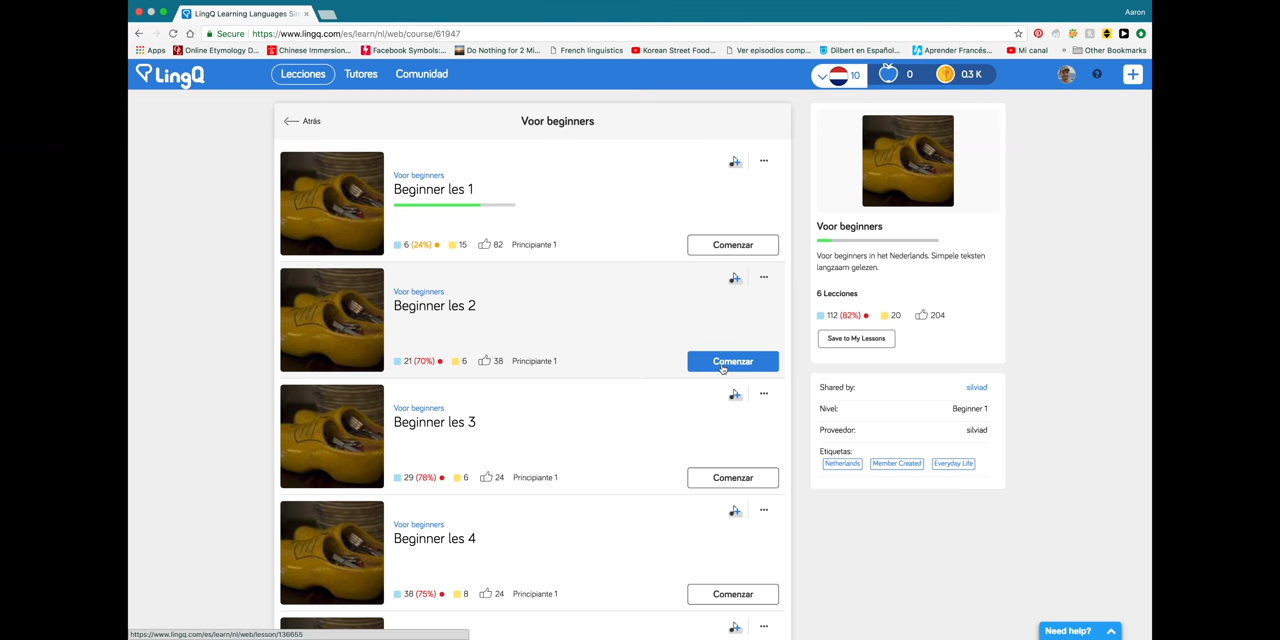 LingQ Learning Languages Sim
Aaron
Secure https://www.lingq.com/es/learn/nl/web/course/61947
Apps Online Etymology D... Chinese Immersion... Facebook Symbols:... Do Nothing for 2 Mi... French linguistics Korean Street Food... Ver episodios comp... Dilbert en Español... Aprender Francés... Mi canal » Other Bookmarks
LingQ Lecciones Tutores Comunidad 10 0 0.3 K ? +
Atrás Voor beginners
Voor beginners
Beginner les 1
6 (24%) 15 82 Principiante 1 Comenzar
Voor beginners
Beginner les 2
21 (70%) 6 38 Principiante 1 Comenzar
Voor beginners
Beginner les 3
29 (78%) 6 24 Principiante 1 Comenzar
Voor beginners
Beginner les 4
38 (75%) 8 24 Principiante 1 Comenzar
Voor beginners
Voor beginners in het Nederlands. Simpele teksten
langzaam gelezen.
6 Lecciones
112 (82%) 20 204
Save to My Lessons
Shared by: silviad
Nivel: Beginner 1
Proveedor: silviad
Etiquetas:
Netherlands Member Created Everyday Life
https://www.lingq.com/es/learn/nl/web/lesson/136655
Need help?